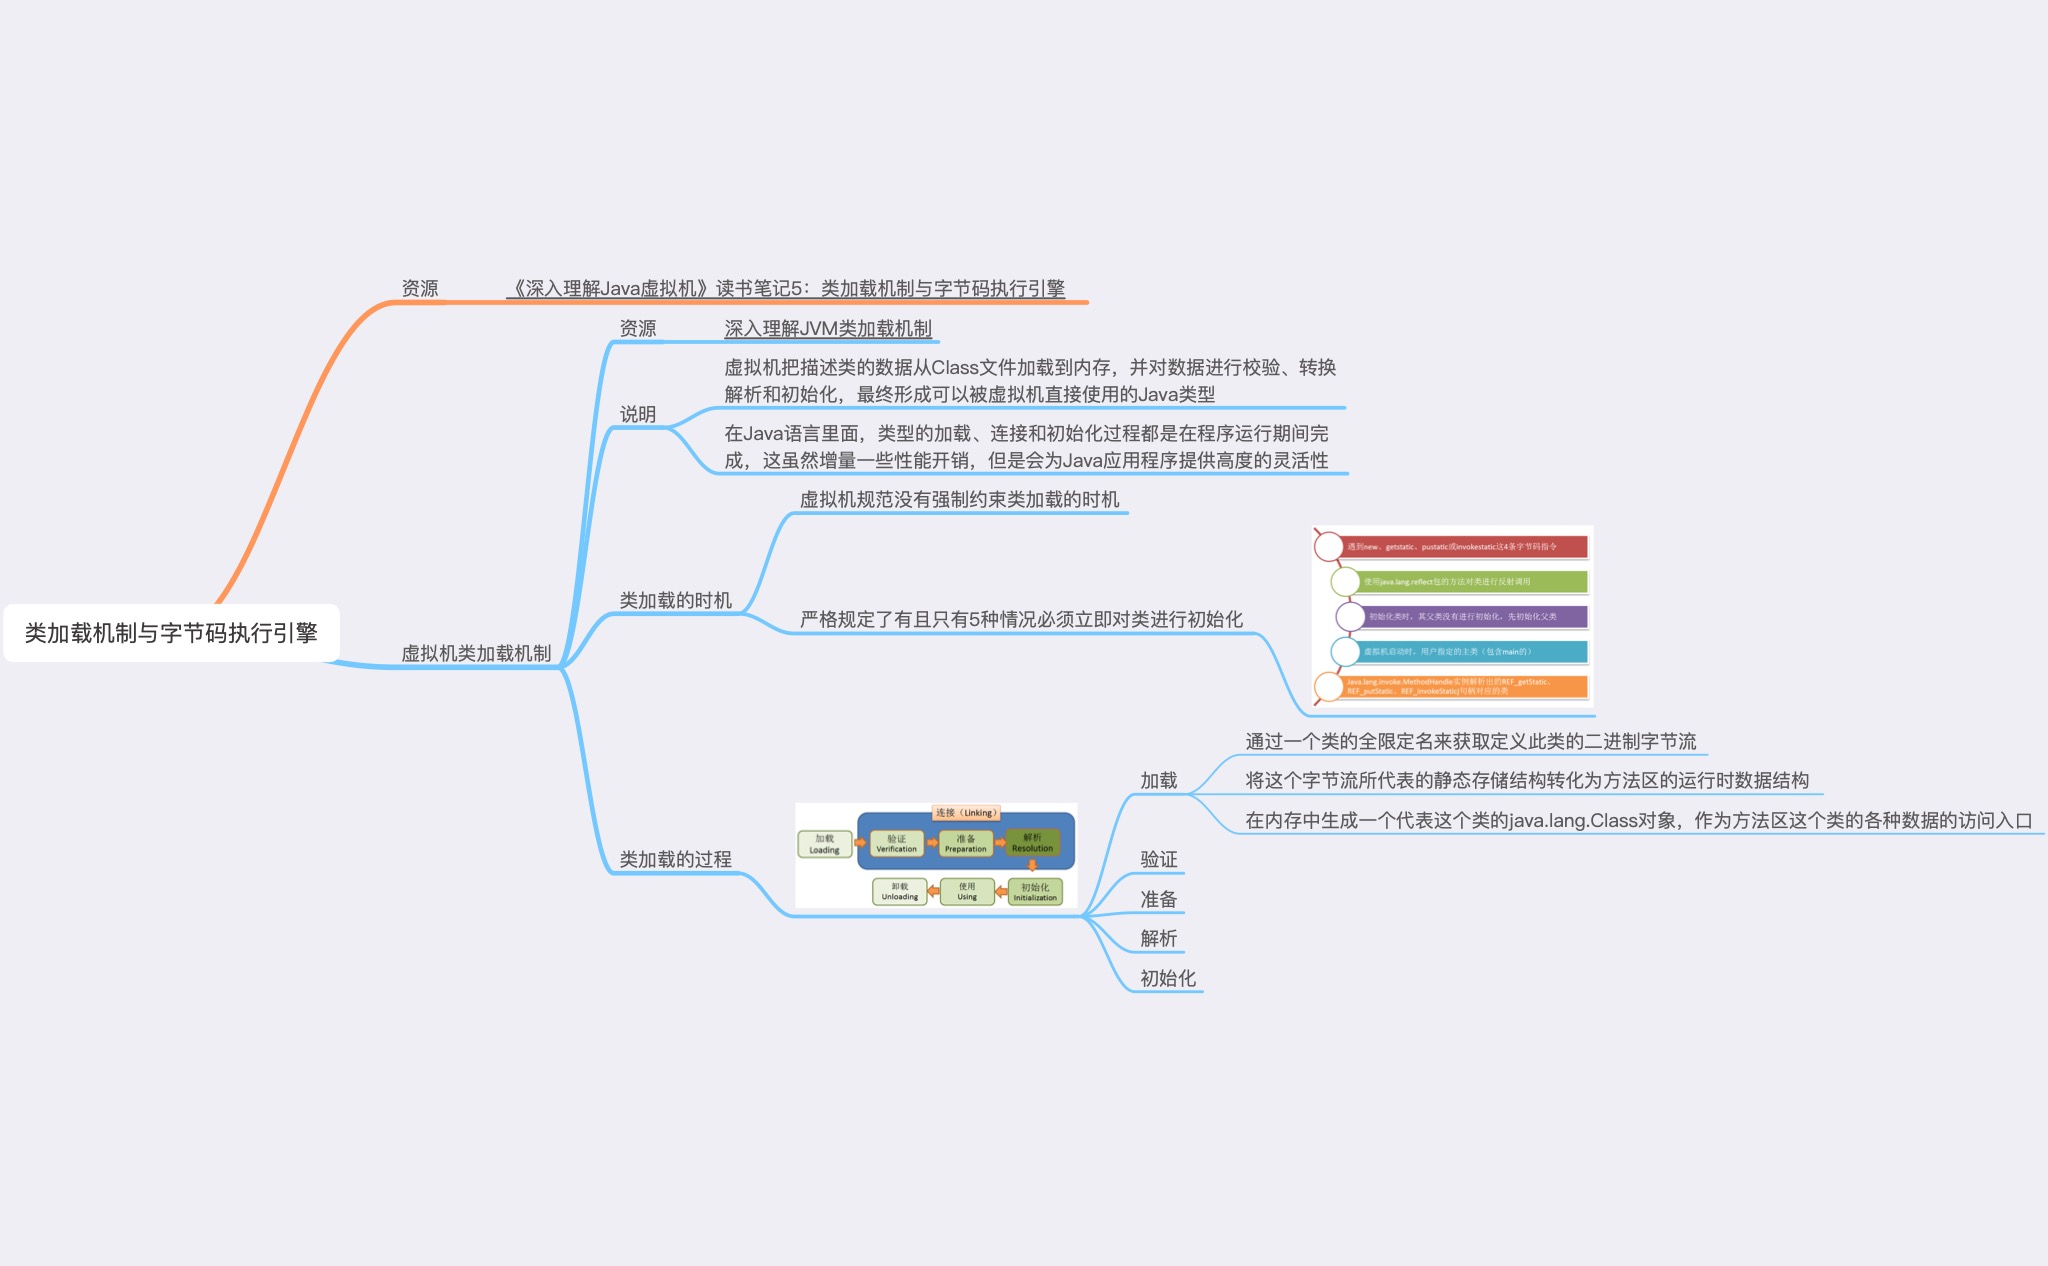 资源
《深入理解Java虚拟机》读书笔记5：类加载机制与字节码执行引擎
资源
深入理解JVM类加载机制
虚拟机把描述类的数据从Class文件加载到内存，并对数据进行校验、转换
解析和初始化，最终形成可以被虚拟机直接使用的Java类型
说明
在Java语言里面，类型的加载、连接和初始化过程都是在程序运行期间完
成，这虽然增量一些性能开销，但是会为Java应用程序提供高度的灵活性
虚拟机规范没有强制约束类加载的时机
类加载的时机
严格规定了有且只有5种情况必须立即对类进行初始化
遇到new、getstatic、pustatic或invokestatic这4条字节码指令
使用java.lang.reflect包的方法对类进行反射调用
初始化类时，其父类没有进行初始化，先初始化父类
虚拟机启动时，用户指定的主类（包含main的）
Java.lang.invoke.MethodHandle实例解析出的REF_getStatic、
REF_putStatic、REF_invokeStatic句柄对应的类
类加载机制与字节码执行引擎
虚拟机类加载机制
类加载的过程
连接（Linking）
加载
Loading
验证
Verification
准备
Preparation
解析
Resolution
卸载
Unloading
使用
Using
初始化
Initialization
加载
通过一个类的全限定名来获取定义此类的二进制字节流
将这个字节流所代表的静态存储结构转化为方法区的运行时数据结构
在内存中生成一个代表这个类的java.lang.Class对象，作为方法区这个类的各种数据的访问入口
验证
准备
解析
初始化